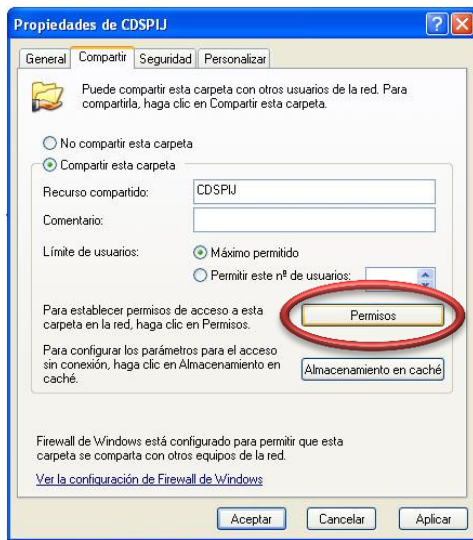 Propiedades de CDSPIJ
General Compartir Seguridad Personalizar
Puede compartir esta carpeta con otros usuarios de la red. Para
compartirla, haga clic en Compartir esta carpeta.
No compartir esta carpeta
Compartir esta carpeta
Recurso compartido: CDSPIJ
Comentario:
Límite de usuarios: Máximo permitido
Permitir este nº de usuarios:
Para establecer permisos de acceso a esta
carpeta en la red, haga clic en Permisos.
Permisos
Para configurar los parámetros para el acceso
sin conexión, haga clic en Almacenamiento en
caché.
Almacenamiento en caché
Firewall de Windows está configurado para permitir que esta
carpeta se comparta con otros equipos de la red.
Ver la configuración de Firewall de Windows
Aceptar Cancelar Aplicar